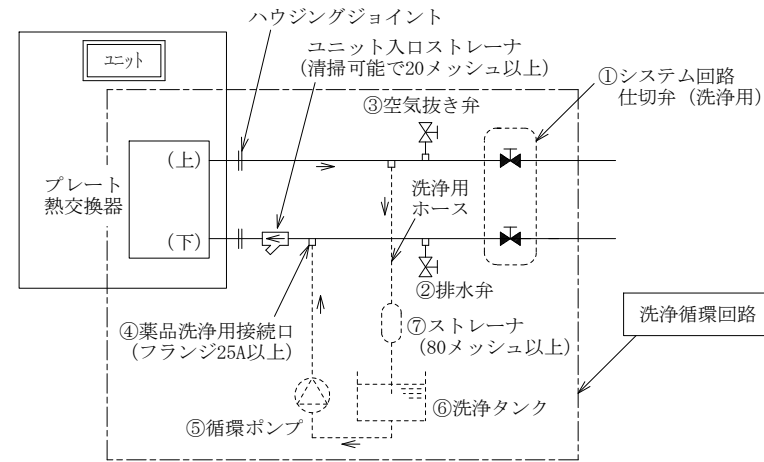 ハウジングジョイント
ユニット
ユニット入口ストレーナ
(清掃可能で20メッシュ以上)
①システム回路
仕切弁（洗浄用）
③空気抜き弁
(上)
プレート
熱交換器
洗浄用
ホース
(下)
②排水弁
洗浄循環回路
④薬品洗浄用接続口
(フランジ25A以上)
⑦ストレーナ
(80メッシュ以上)
⑥洗浄タンク
⑤循環ポンプ